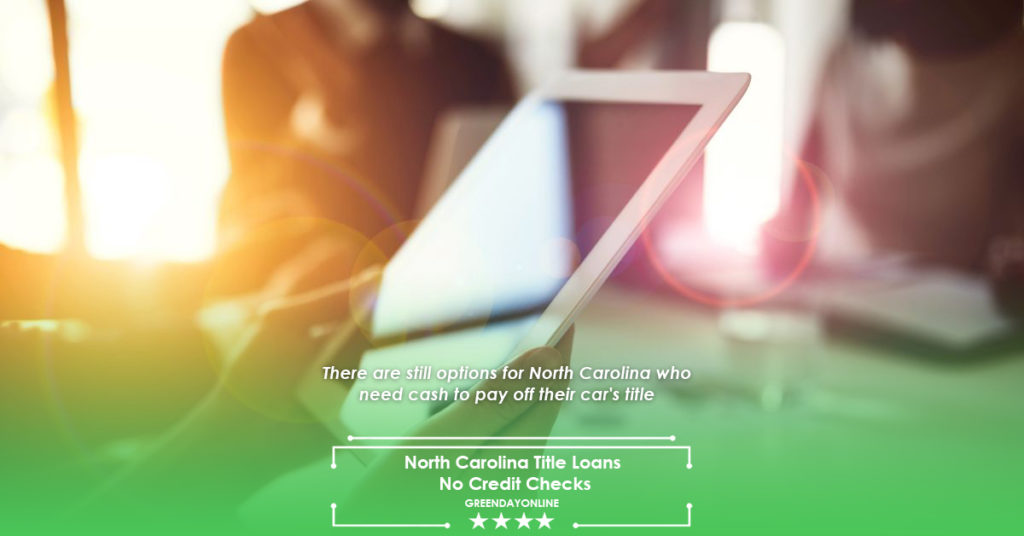 There are still options for North Carolina who
need cash to pay off their car's title
North Carolina Title Loans
No Credit Checks
GREENDAYONLINE